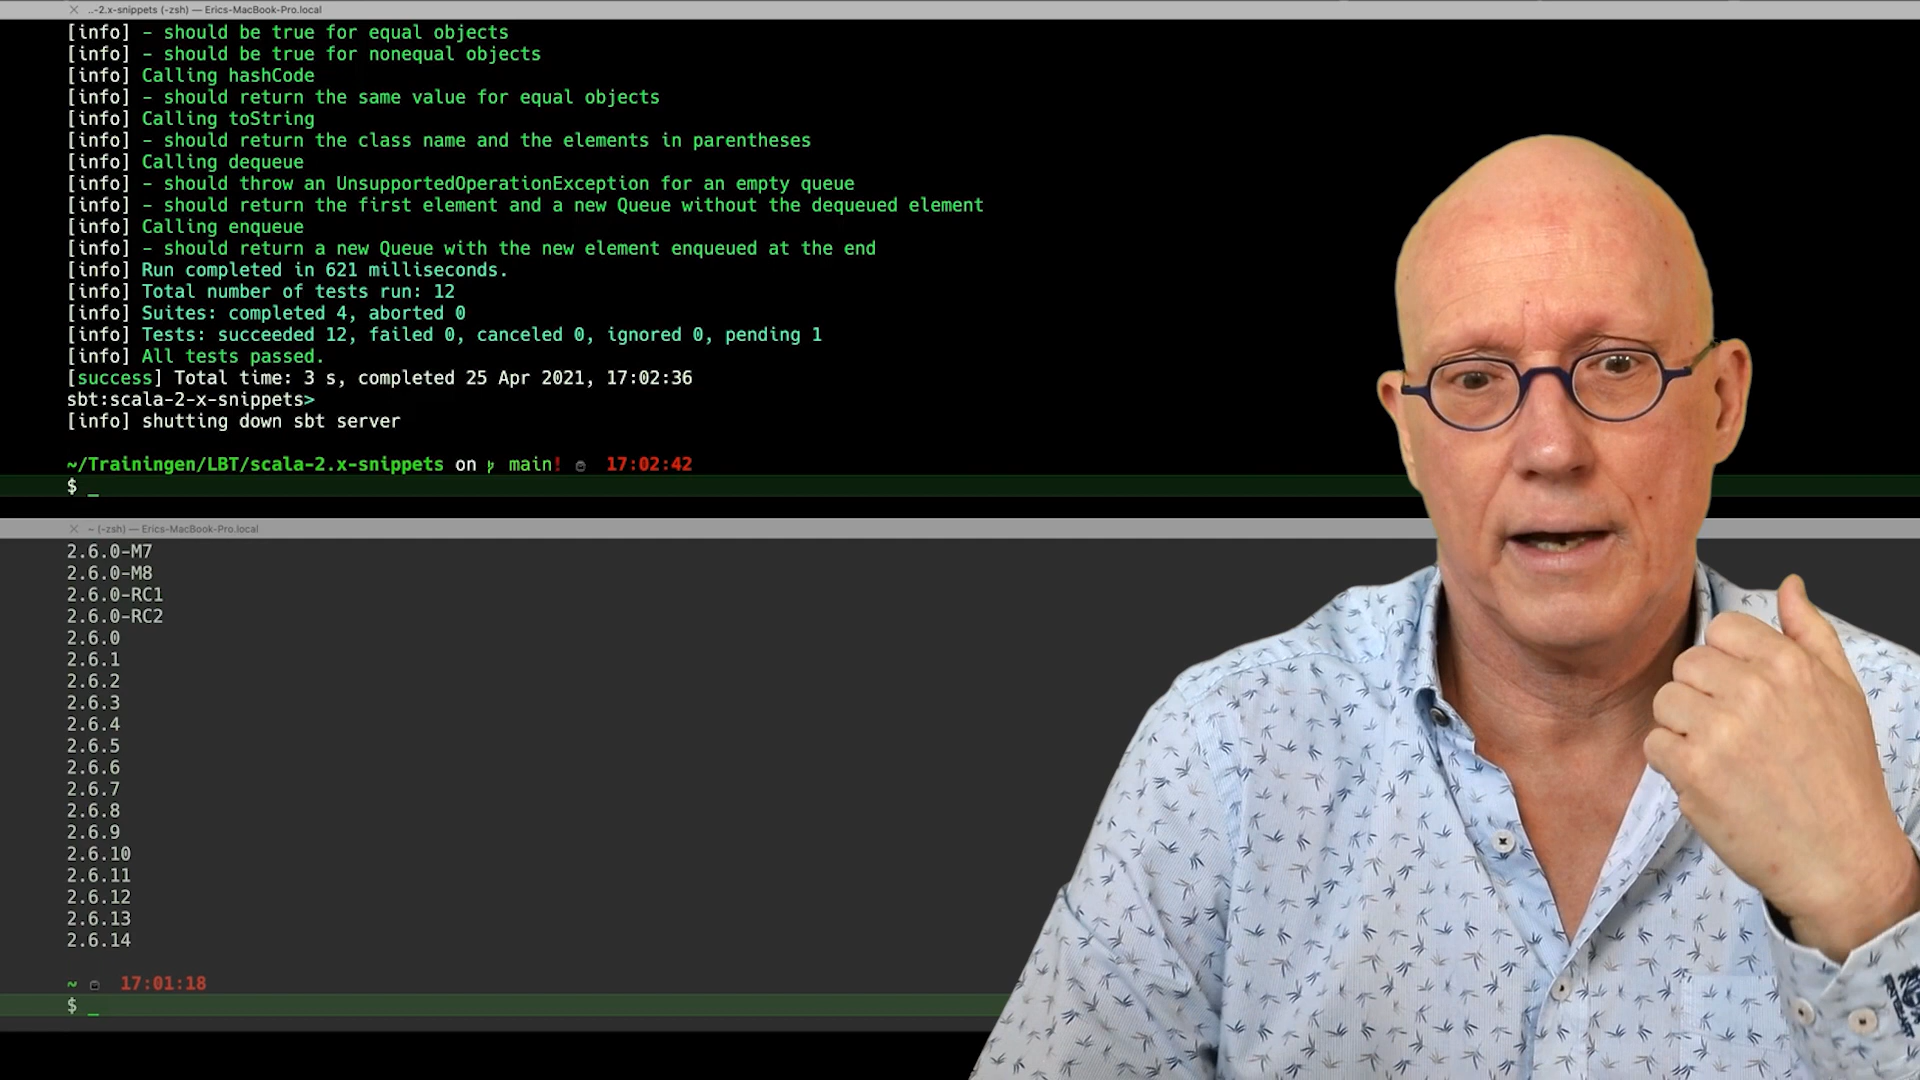 ..-2.x-snippets (-zsh) — Erics-MacBook-Pro.local
[info] - should be true for equal objects
[info] - should be true for nonequal objects
[info] Calling hashCode
[info] - should return the same value for equal objects
[info] Calling toString
[info] - should return the class name and the elements in parentheses
[info] Calling dequeue
[info] - should throw an UnsupportedOperationException for an empty queue
[info] - should return the first element and a new Queue without the dequeued element
[info] Calling enqueue
[info] - should return a new Queue with the new element enqueued at the end
[info] Run completed in 621 milliseconds.
[info] Total number of tests run: 12
[info] Suites: completed 4, aborted 0
[info] Tests: succeeded 12, failed 0, canceled 0, ignored 0, pending 1
[info] All tests passed.
[success] Total time: 3 s, completed 25 Apr 2021, 17:02:36
sbt:scala-2-x-snippets>
[info] shutting down sbt server
~/Trainingen/LBT/scala-2.x-snippets on main! 17:02:42
$ _
~ (-zsh) — Erics-MacBook-Pro.local
2.6.0-M7
2.6.0-M8
2.6.0-RC1
2.6.0-RC2
2.6.0
2.6.1
2.6.2
2.6.3
2.6.4
2.6.5
2.6.6
2.6.7
2.6.8
2.6.9
2.6.10
2.6.11
2.6.12
2.6.13
2.6.14
~ 17:01:18
$ _